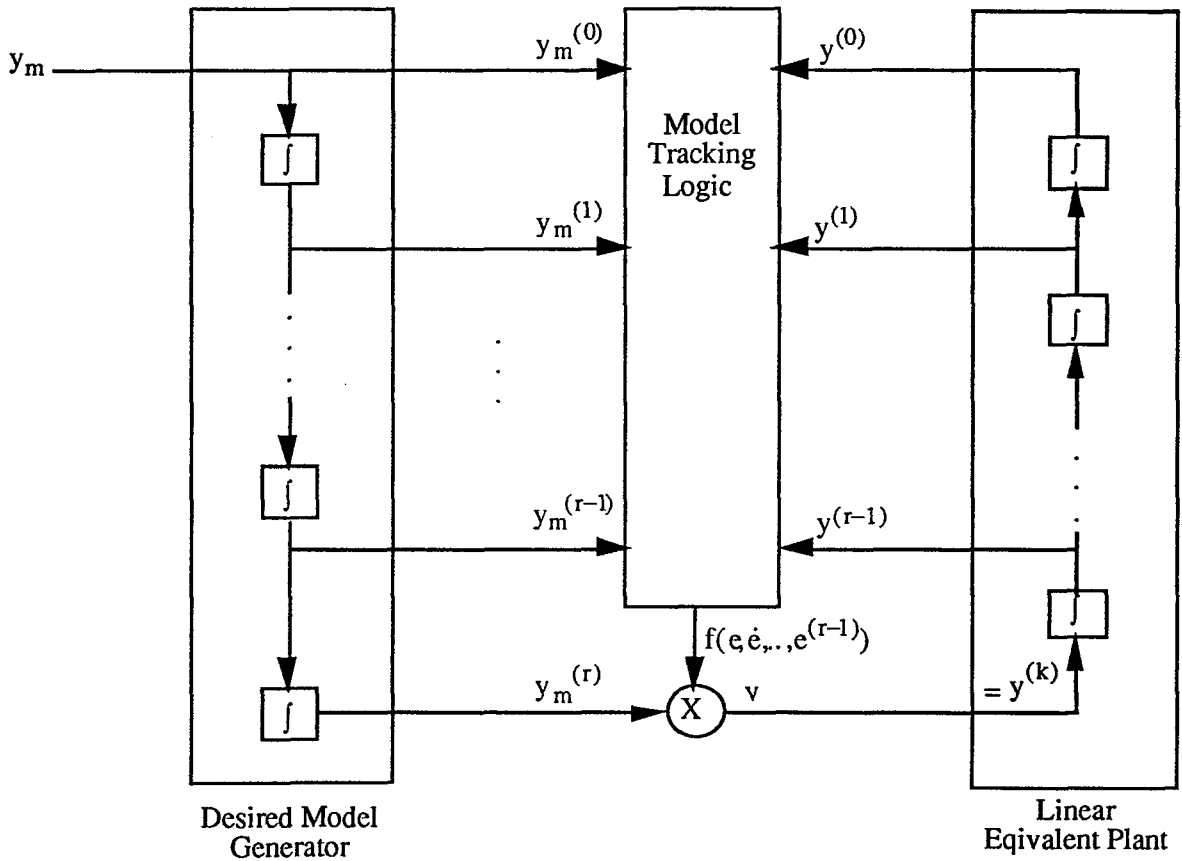 y_m
y_m^(0)
y^(0)
∫
Model
Tracking
Logic
∫
y_m^(1)
y^(1)
∫
∫
y_m^(r–1)
y^(r–1)
∫
f(e,ė,..,e^(r–1))
∫
y_m^(r)
X
v
= y^(k)
Desired Model
Generator
Linear
Eqivalent Plant